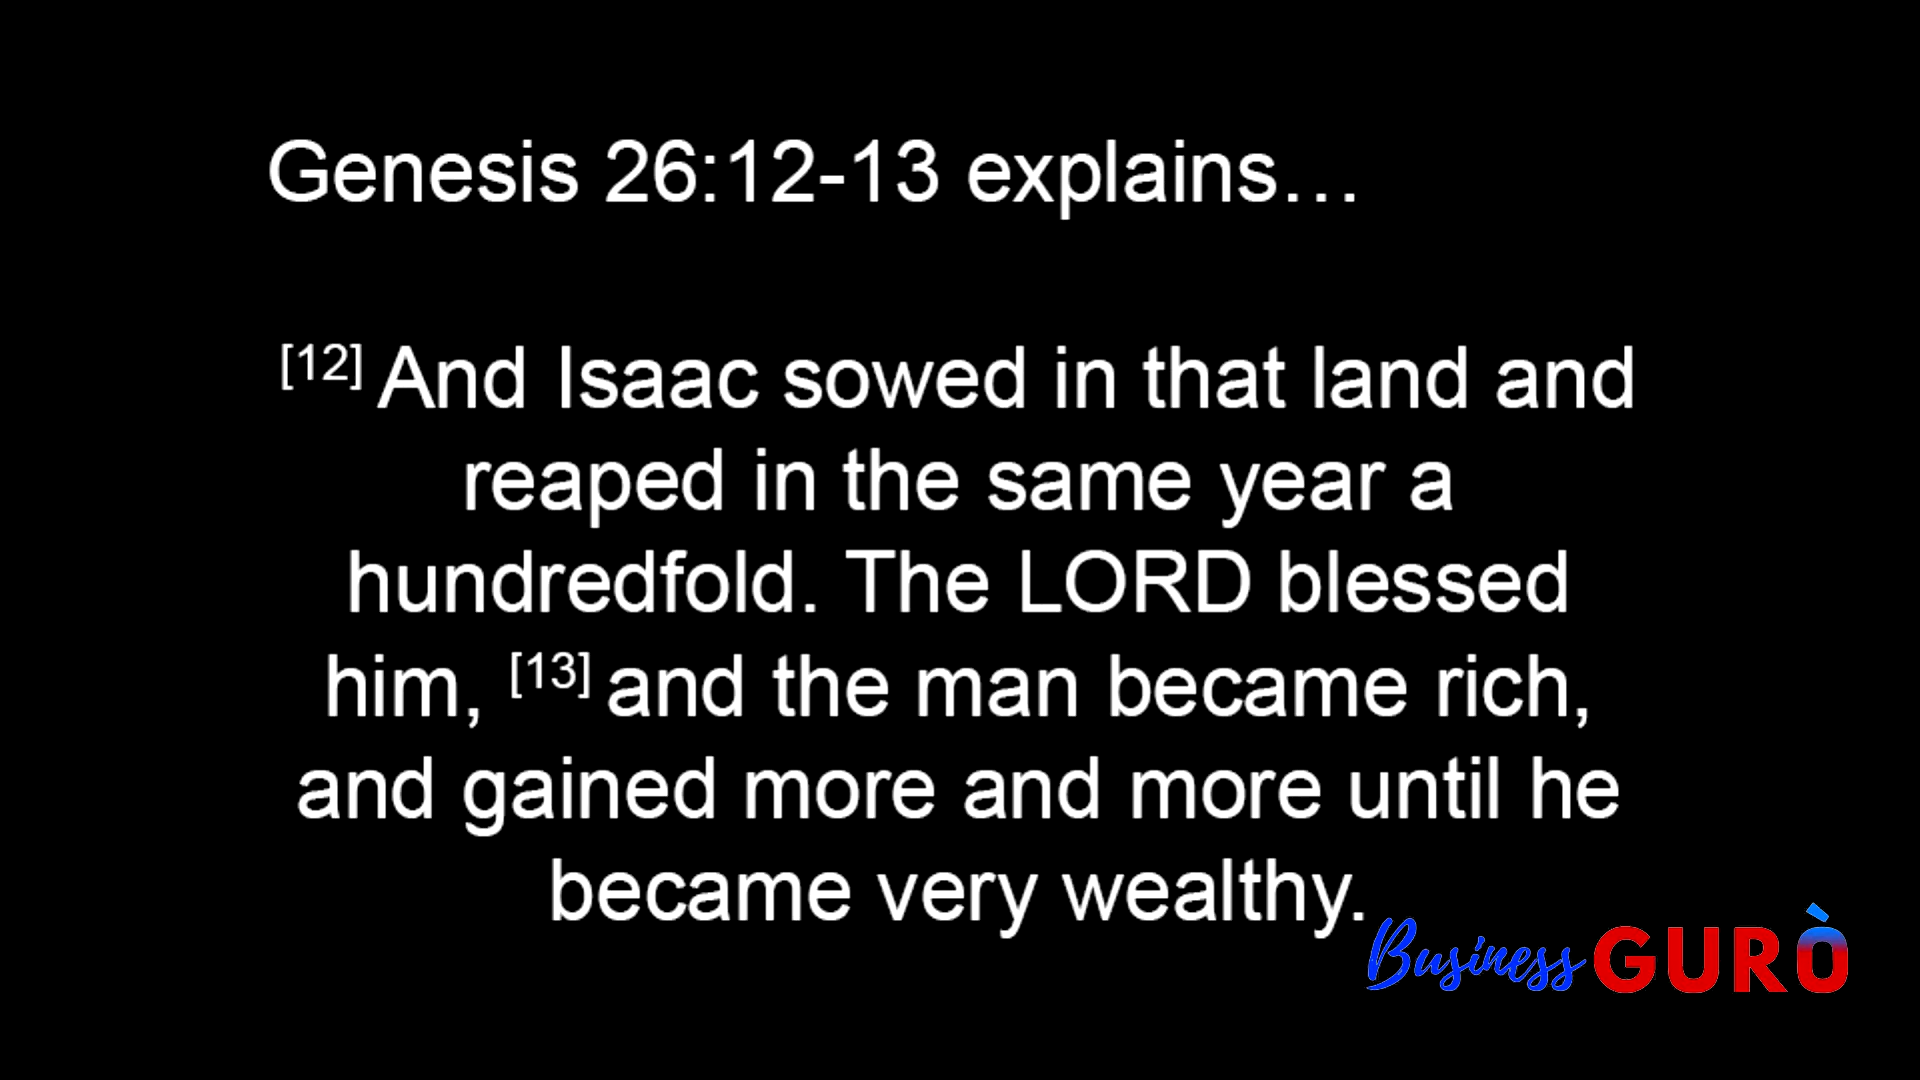 Genesis 26:12-13 explains…
[12] And Isaac sowed in that land and
reaped in the same year a
hundredfold. The LORD blessed
him, [13] and the man became rich,
and gained more and more until he
became very wealthy.
Business GURÒ